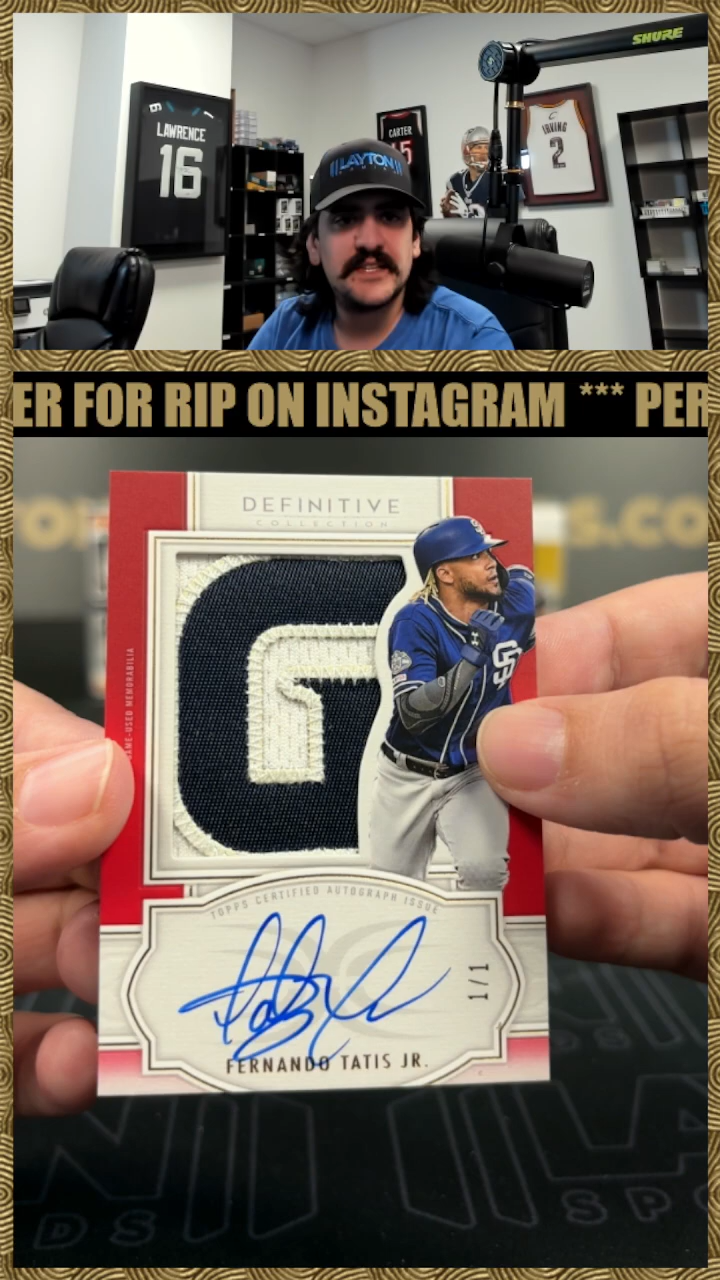 SHURE
LAWRENCE
16
CARTER
15
LAYTON
IRVING
2
ER FOR RIP ON INSTAGRAM *** PER
DEFINITIVE
COLLECTION
GAME-USED MEMORABILIA
SD
TOPPS CERTIFIED AUTOGRAPH ISSUE
1/1
FERNANDO TATIS JR.